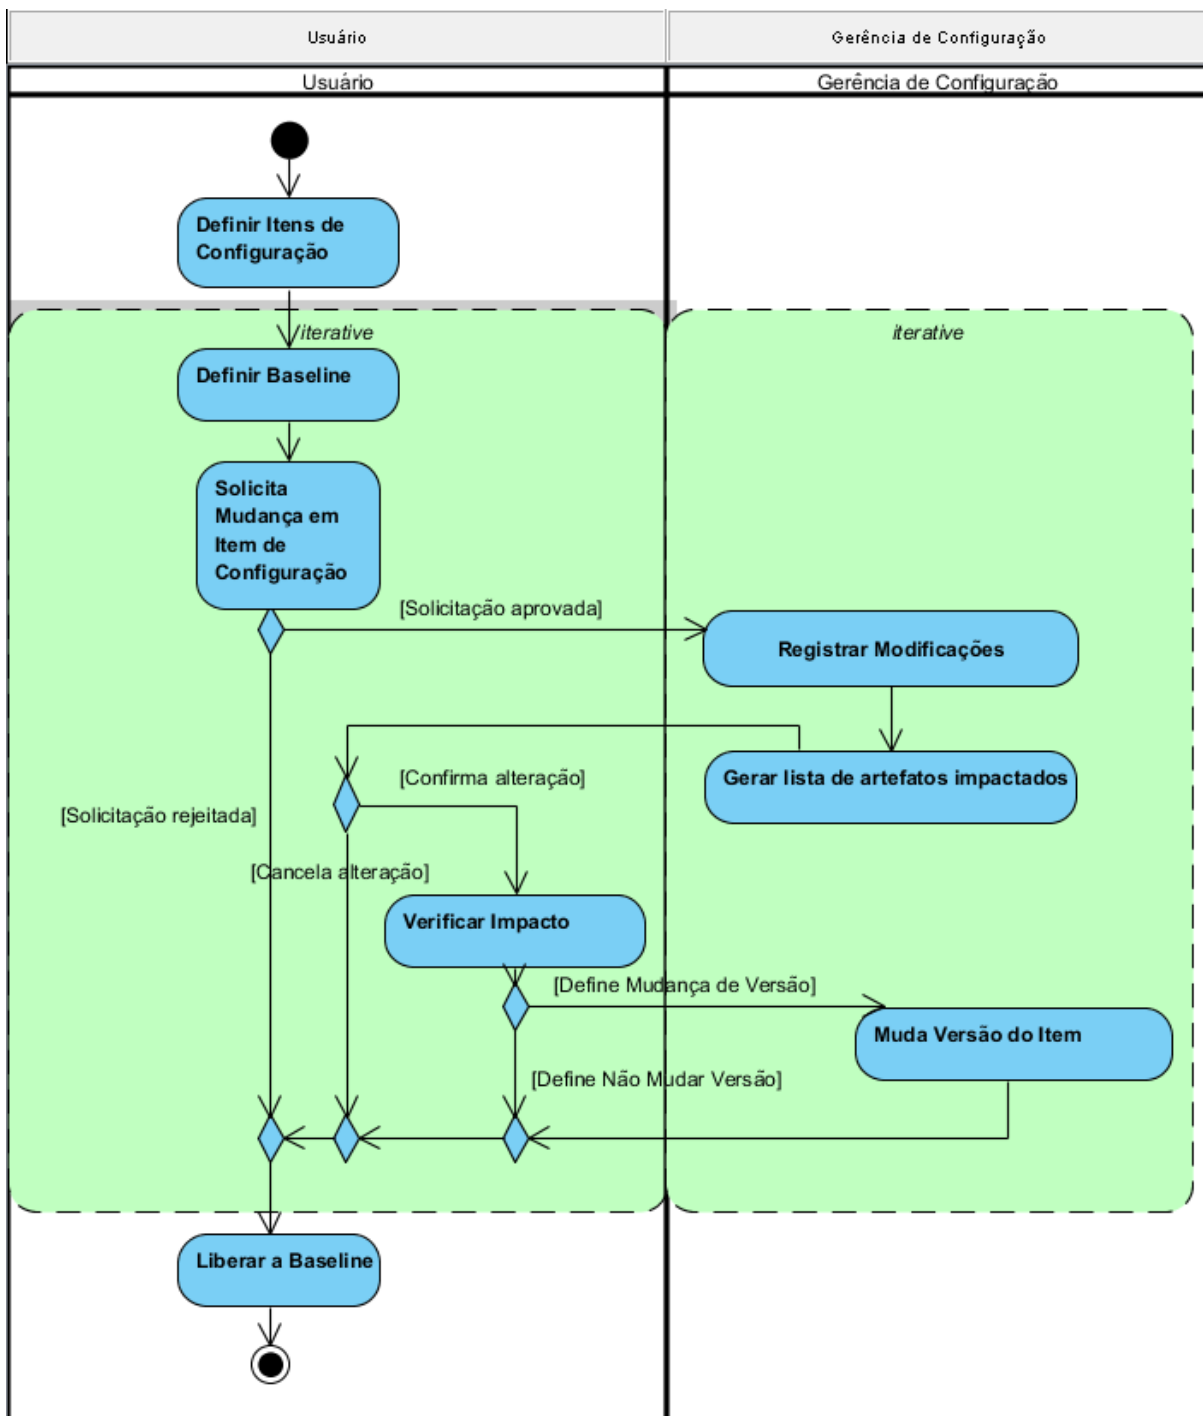 Usuário
Gerência de Configuração
Usuário
Gerência de Configuração
Definir Itens de
Configuração
iterative
iterative
Definir Baseline
Solicita
Mudança em
Item de
Configuração
[Solicitação aprovada]
Registrar Modificações
[Confirma alteração]
Gerar lista de artefatos impactados
[Solicitação rejeitada]
[Cancela alteração]
Verificar Impacto
[Define Mudança de Versão]
Muda Versão do Item
[Define Não Mudar Versão]
Liberar a Baseline